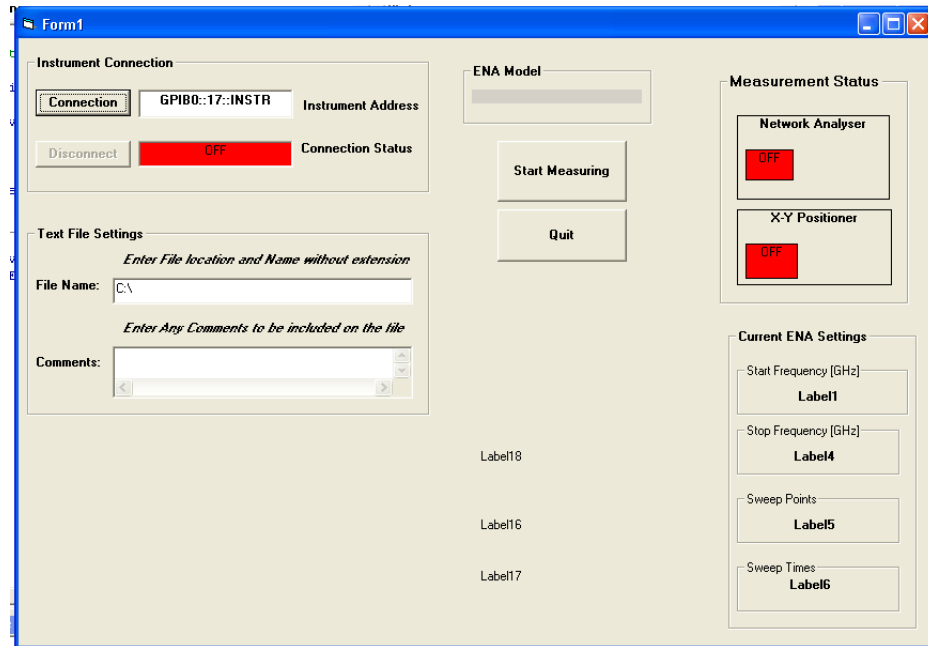 Form1
Instrument Connection
Connection
GPIB0::17::INSTR
Instrument Address
Disconnect
OFF
Connection Status
Text File Settings
Enter File location and Name without extension
File Name:
C:\
Enter Any Comments to be included on the file
Comments:
ENA Model
Start Measuring
Quit
Label18
Label16
Label17
Measurement Status
Network Analyser
OFF
X-Y Positioner
OFF
Current ENA Settings
Start Frequency [GHz]
Label1
Stop Frequency [GHz]
Label4
Sweep Points
Label5
Sweep Times
Label6